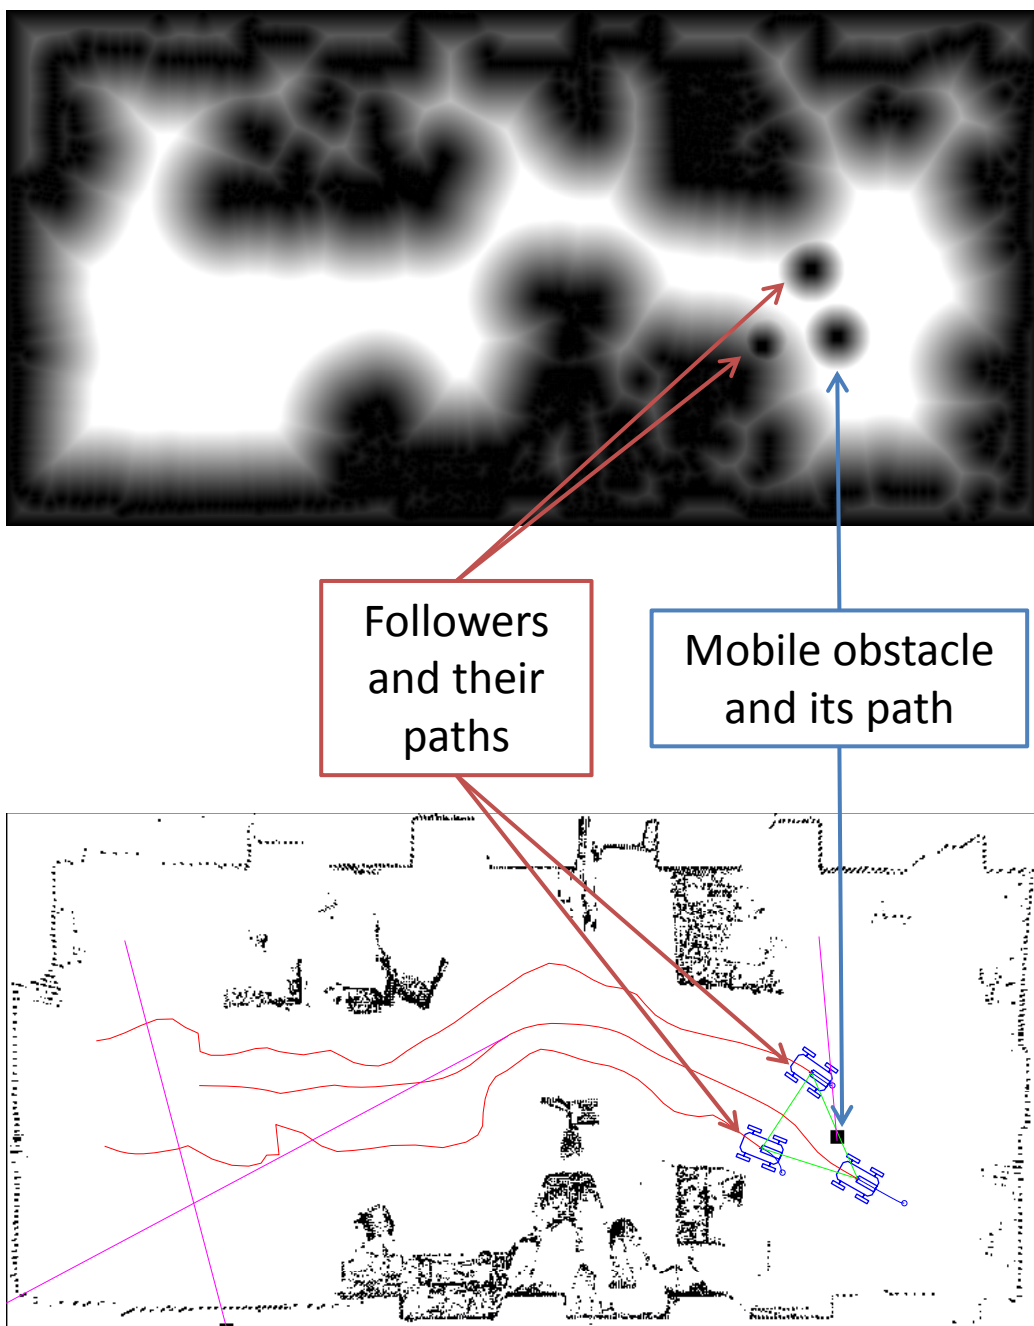 Followers
and their
paths
Mobile obstacle
and its path